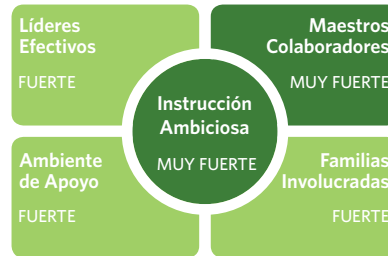 Líderes
Efectivos
FUERTE
Maestros
Colaboradores
MUY FUERTE
Instrucción
Ambiciosa
MUY FUERTE
Ambiente
de Apoyo
FUERTE
Familias
Involucradas
FUERTE